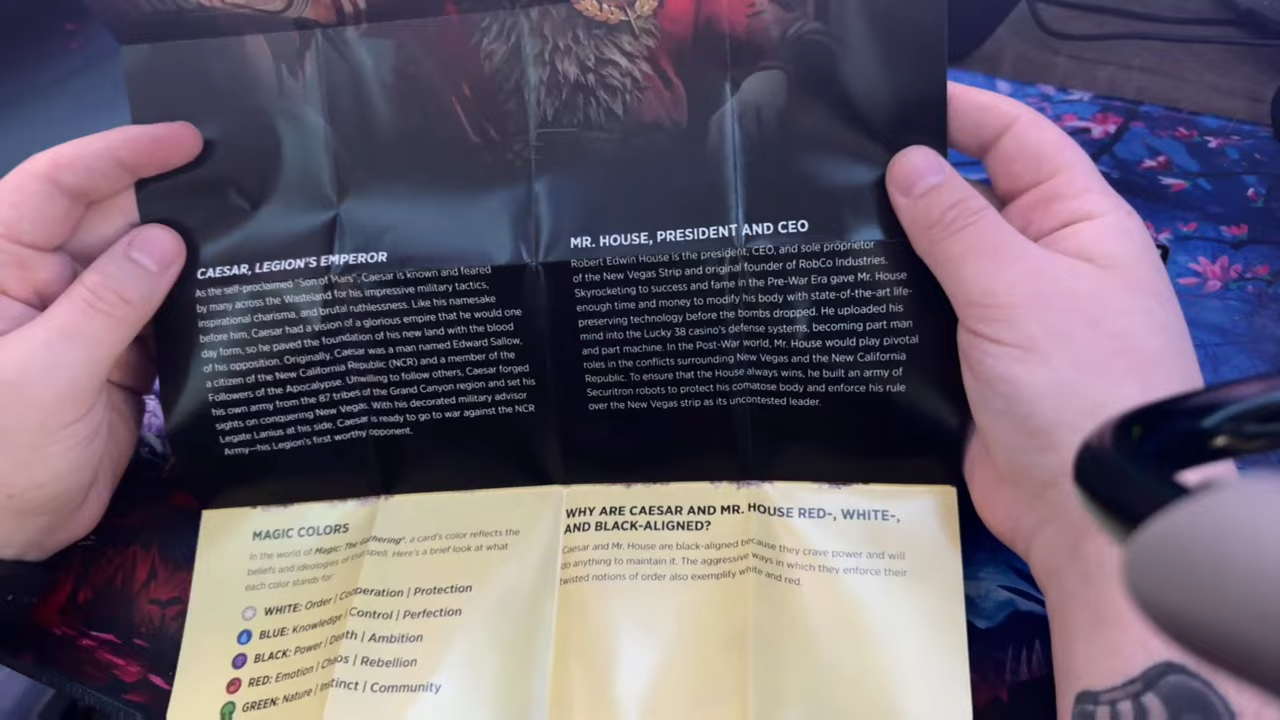 CAESAR, LEGION'S EMPEROR
As the self-proclaimed "Son of Mars", Caesar is known and feared
by many across the Wasteland for his impressive military tactics,
inspirational charisma, and brutal ruthlessness. Like his namesake
before him, Caesar had a vision of a glorious empire that he would one
day form, so he paved the foundation of his new land with the blood
of his opposition. Originally, Caesar was a man named Edward Sallow,
a citizen of the New California Republic (NCR) and a member of the
Followers of the Apocalypse. Unwilling to follow others, Caesar forged
his own army from the 87 tribes of the Grand Canyon region and set his
sights on conquering New Vegas. With his decorated military advisor
Legate Lanius at his side, Caesar is ready to go to war against the NCR
Army—his Legion's first worthy opponent.
MR. HOUSE, PRESIDENT AND CEO
Robert Edwin House is the president, CEO, and sole proprietor
of the New Vegas Strip and original founder of RobCo Industries.
Skyrocketing to success and fame in the Pre-War Era gave Mr. House
enough time and money to modify his body with state-of-the-art life-
preserving technology before the bombs dropped. He uploaded his
mind into the Lucky 38 casino's defense systems, becoming part man
and part machine. In the Post-War world, Mr. House would play pivotal
roles in the conflicts surrounding New Vegas and the New California
Republic. To ensure that the House always wins, he built an army of
Securitron robots to protect his comatose body and enforce his rule
over the New Vegas strip as its uncontested leader.
MAGIC COLORS
In the world of Magic: The Gathering®, a card's color reflects the
beliefs and ideologies of that spell. Here's a brief look at what
each color stands for
WHITE: Order | Cooperation | Protection
BLUE: Knowledge | Control | Perfection
BLACK: Power | Death | Ambition
RED: Emotion | Chaos | Rebellion
GREEN: Nature | Instinct | Community
WHY ARE CAESAR AND MR. HOUSE RED-, WHITE-,
AND BLACK-ALIGNED?
Caesar and Mr. House are black-aligned because they crave power and will
do anything to maintain it. The aggressive ways in which they enforce their
twisted notions of order also exemplify white and red.